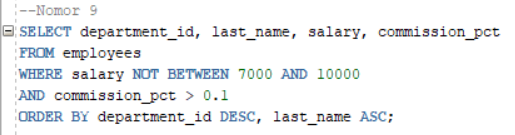 --Nomor 9
SELECT department_id, last_name, salary, commission_pct
FROM employees
WHERE salary NOT BETWEEN 7000 AND 10000
AND commission_pct > 0.1
ORDER BY department_id DESC, last_name ASC;